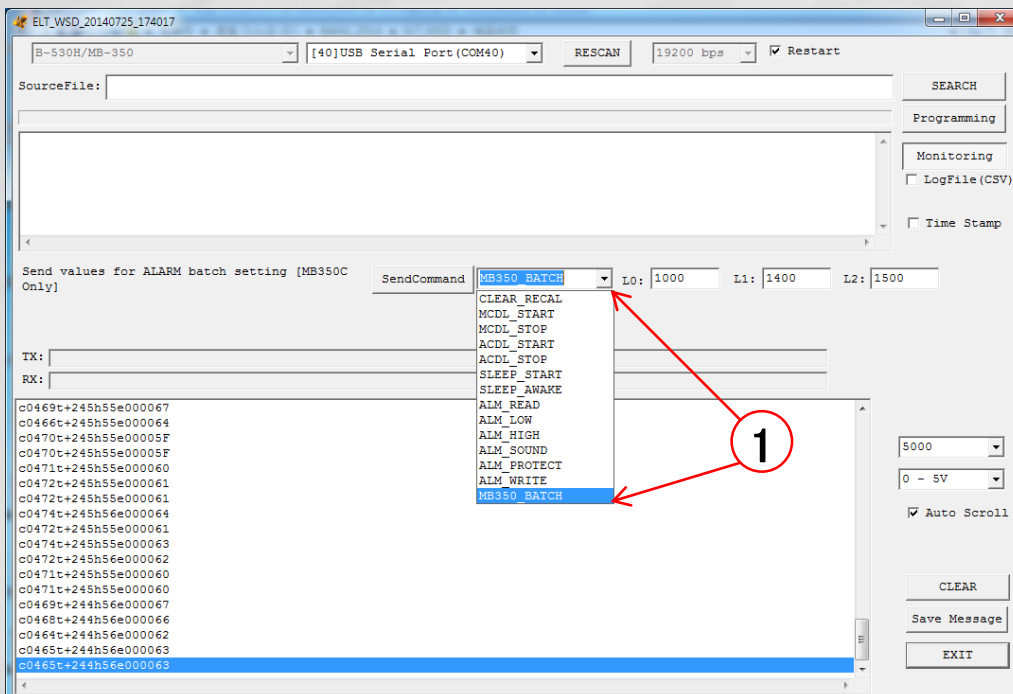 ELT_WSD_20140725_174017
B-530H/MB-350 [40]USB Serial Port(COM40) RESCAN 19200 bps Restart
SourceFile: SEARCH
Programming
Monitoring
LogFile(CSV)
Time Stamp
Send values for ALARM batch setting [MB350C
Only]
SendCommand MB350_BATCH L0: 1000 L1: 1400 L2: 1500
CLEAR_RECAL
MCDL_START
MCDL_STOP
ACDL_START
ACDL_STOP
SLEEP_START
SLEEP_AWAKE
ALM_READ
ALM_LOW
ALM_HIGH
ALM_SOUND
ALM_PROTECT
ALM_WRITE
MB350_BATCH
1
TX:
RX:
c0469t+245h55e000067
c0466t+245h55e000064
c0470t+245h55e00005F
c0470t+245h55e00005F
c0471t+245h55e000060
c0472t+245h55e000061
c0472t+245h55e000061
c0474t+245h56e000064
c0472t+245h55e000061
c0474t+245h55e000063
c0472t+245h56e000062
c0471t+245h55e000060
c0471t+245h55e000060
c0469t+244h56e000067
c0468t+244h56e000066
c0464t+244h56e000062
c0465t+244h56e000063
c0465t+244h56e000063
5000
0 - 5V
Auto Scroll
CLEAR
Save Message
EXIT